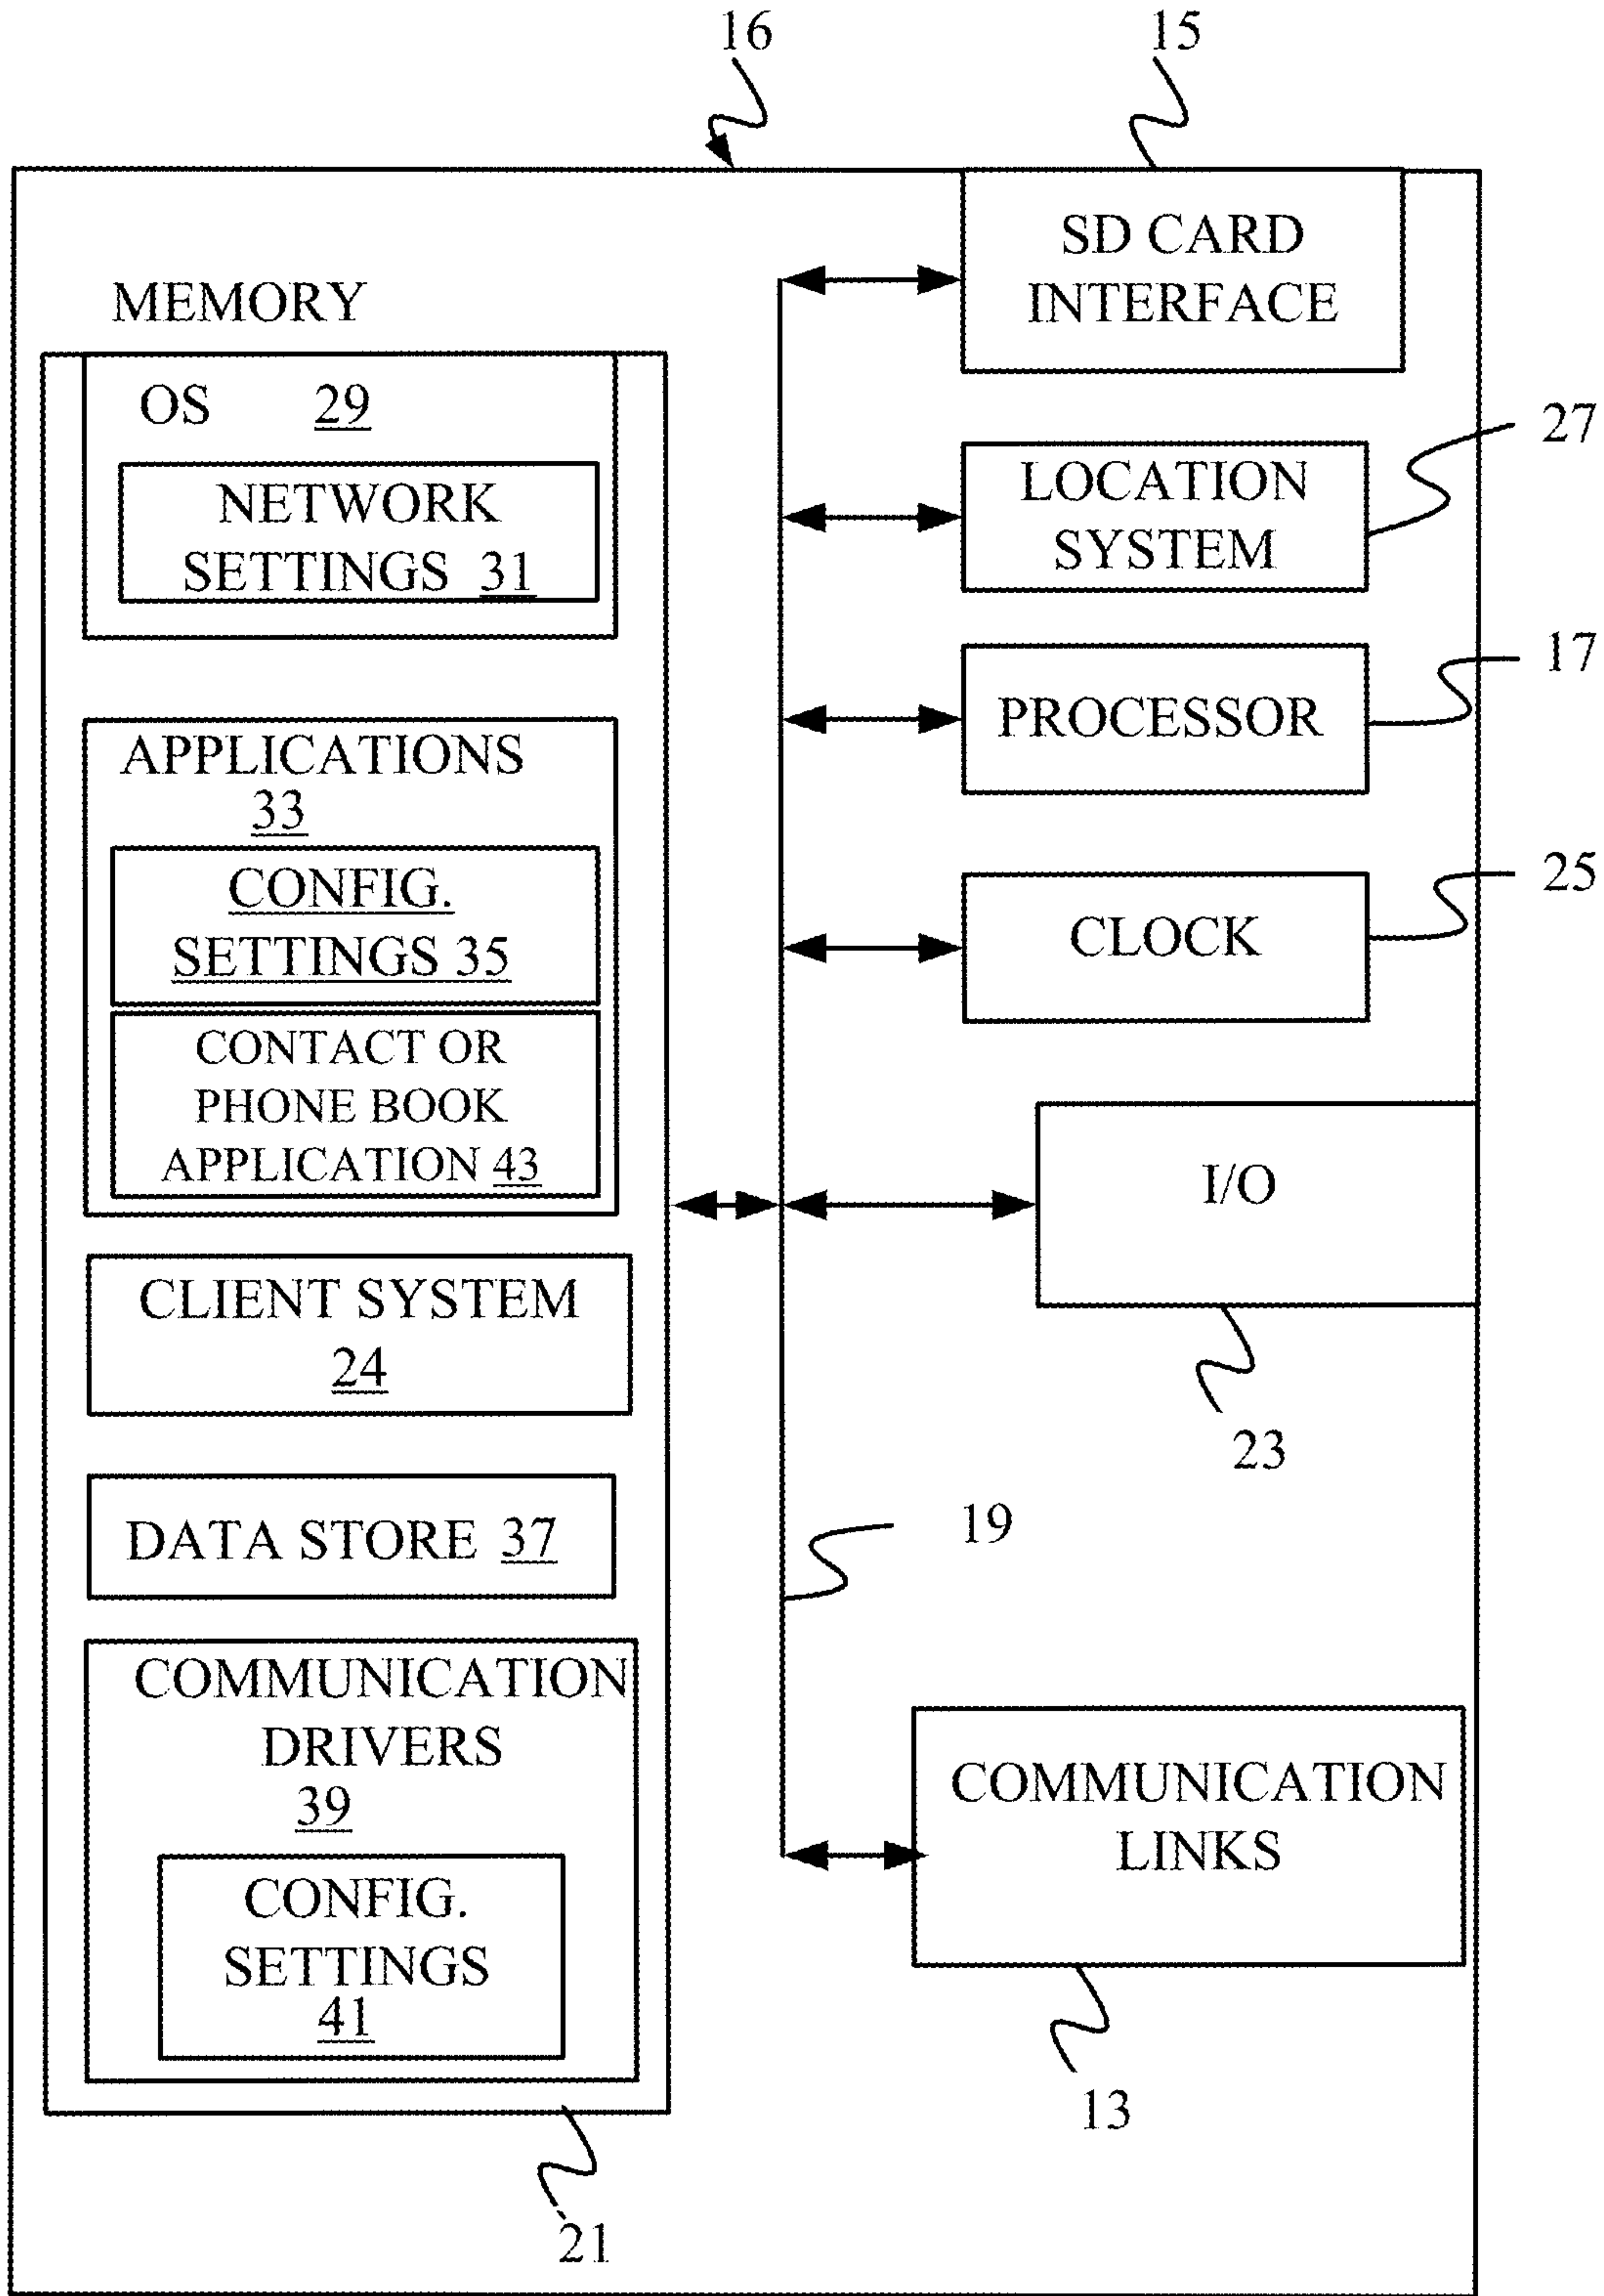 16
15
SD CARD
INTERFACE
MEMORY
OS 29
NETWORK
SETTINGS 31
27
LOCATION
SYSTEM
17
PROCESSOR
APPLICATIONS
33
CONFIG.
SETTINGS 35
25
CLOCK
CONTACT OR
PHONE BOOK
APPLICATION 43
I/O
23
CLIENT SYSTEM
24
DATA STORE 37
19
COMMUNICATION
DRIVERS
39
CONFIG.
SETTINGS
41
COMMUNICATION
LINKS
13
21